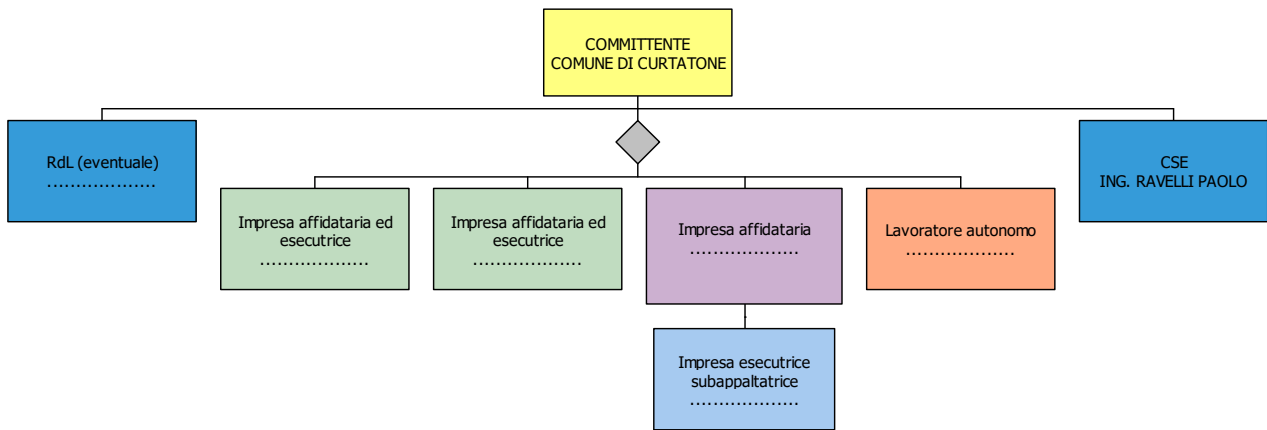 COMMITTENTE
COMUNE DI CURTATONE
RdL (eventuale)
...................
CSE
ING. RAVELLI PAOLO
Impresa affidataria ed
esecutrice
...................
Impresa affidataria ed
esecutrice
...................
Impresa affidataria
...................
Lavoratore autonomo
...................
Impresa esecutrice
subappaltatrice
...................